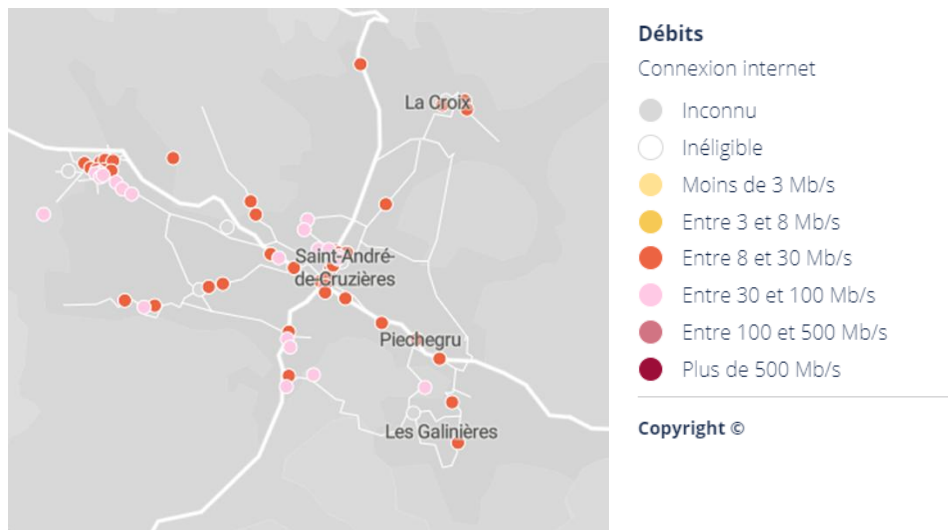 Débits
Connexion internet
Inconnu
Inéligible
Moins de 3 Mb/s
Entre 3 et 8 Mb/s
Entre 8 et 30 Mb/s
Entre 30 et 100 Mb/s
Entre 100 et 500 Mb/s
Plus de 500 Mb/s
Copyright ©
La Croix
Saint-André-
de-Cruzières
Piechegru
Les Galinières